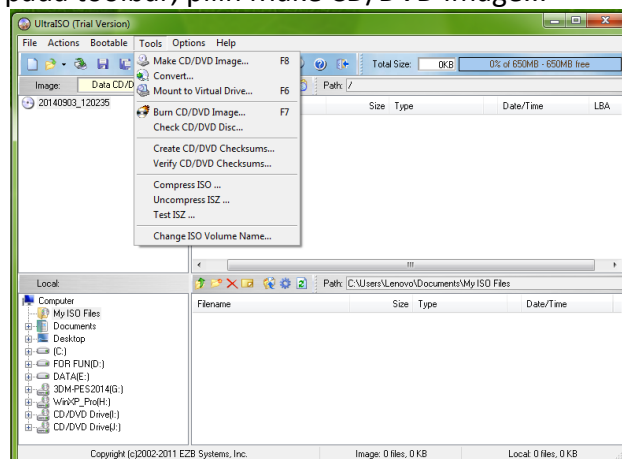 pada toolbar, pilih Make CD/DVD Image...
UltraISO (Trial Version)
File Actions Bootable Tools Options Help
Make CD/DVD Image... F8
Convert...
Mount to Virtual Drive... F6
Burn CD/DVD Image... F7
Check CD/DVD Disc...
Create CD/DVD Checksums...
Verify CD/DVD Checksums...
Compress ISO ...
Uncompress ISZ ...
Test ISZ ...
Change ISO Volume Name...
Total Size: 0KB 0% of 650MB - 650MB free
Image: Data CD/D Path: /
20140903_120235 Size Type Date/Time LBA
Local: Path: C:\Users\Lenovo\Documents\My ISO Files
Computer Filename Size Type Date/Time
My ISO Files
Documents
Desktop
(C:)
FOR FUN(D:)
DATA(E:)
3DM-PES2014(G:)
WinXP_Pro(H:)
CD/DVD Drive(I:)
CD/DVD Drive(J:)
Copyright (c)2002-2011 EZB Systems, Inc. Image: 0 files, 0 KB Local: 0 files, 0 KB